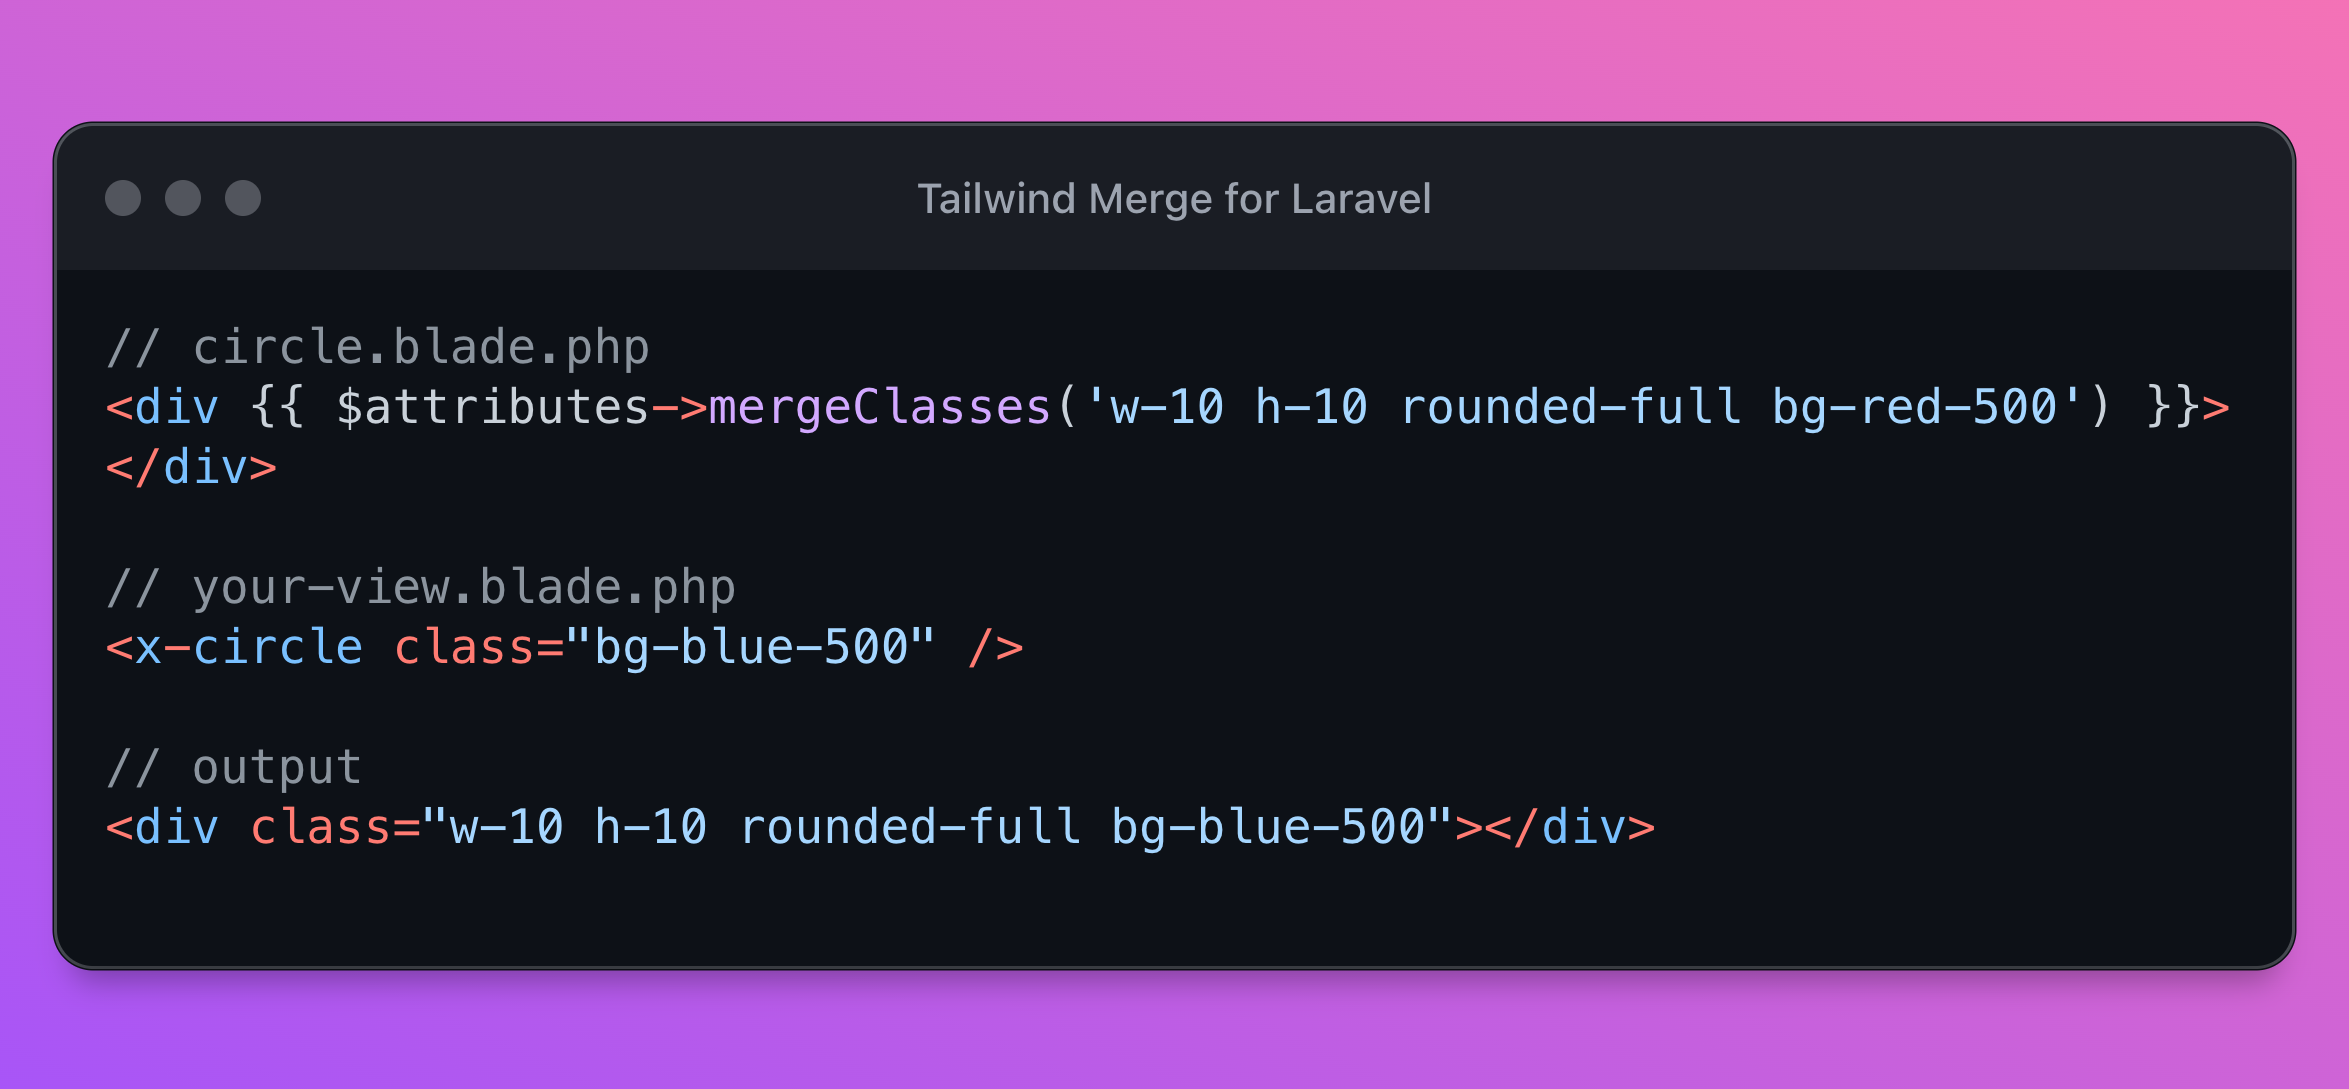 Tailwind Merge for Laravel
// circle.blade.php
<div {{ $attributes->mergeClasses('w-10 h-10 rounded-full bg-red-500') }}>
</div>
// your-view.blade.php
<x-circle class="bg-blue-500" />
// output
<div class="w-10 h-10 rounded-full bg-blue-500"></div>